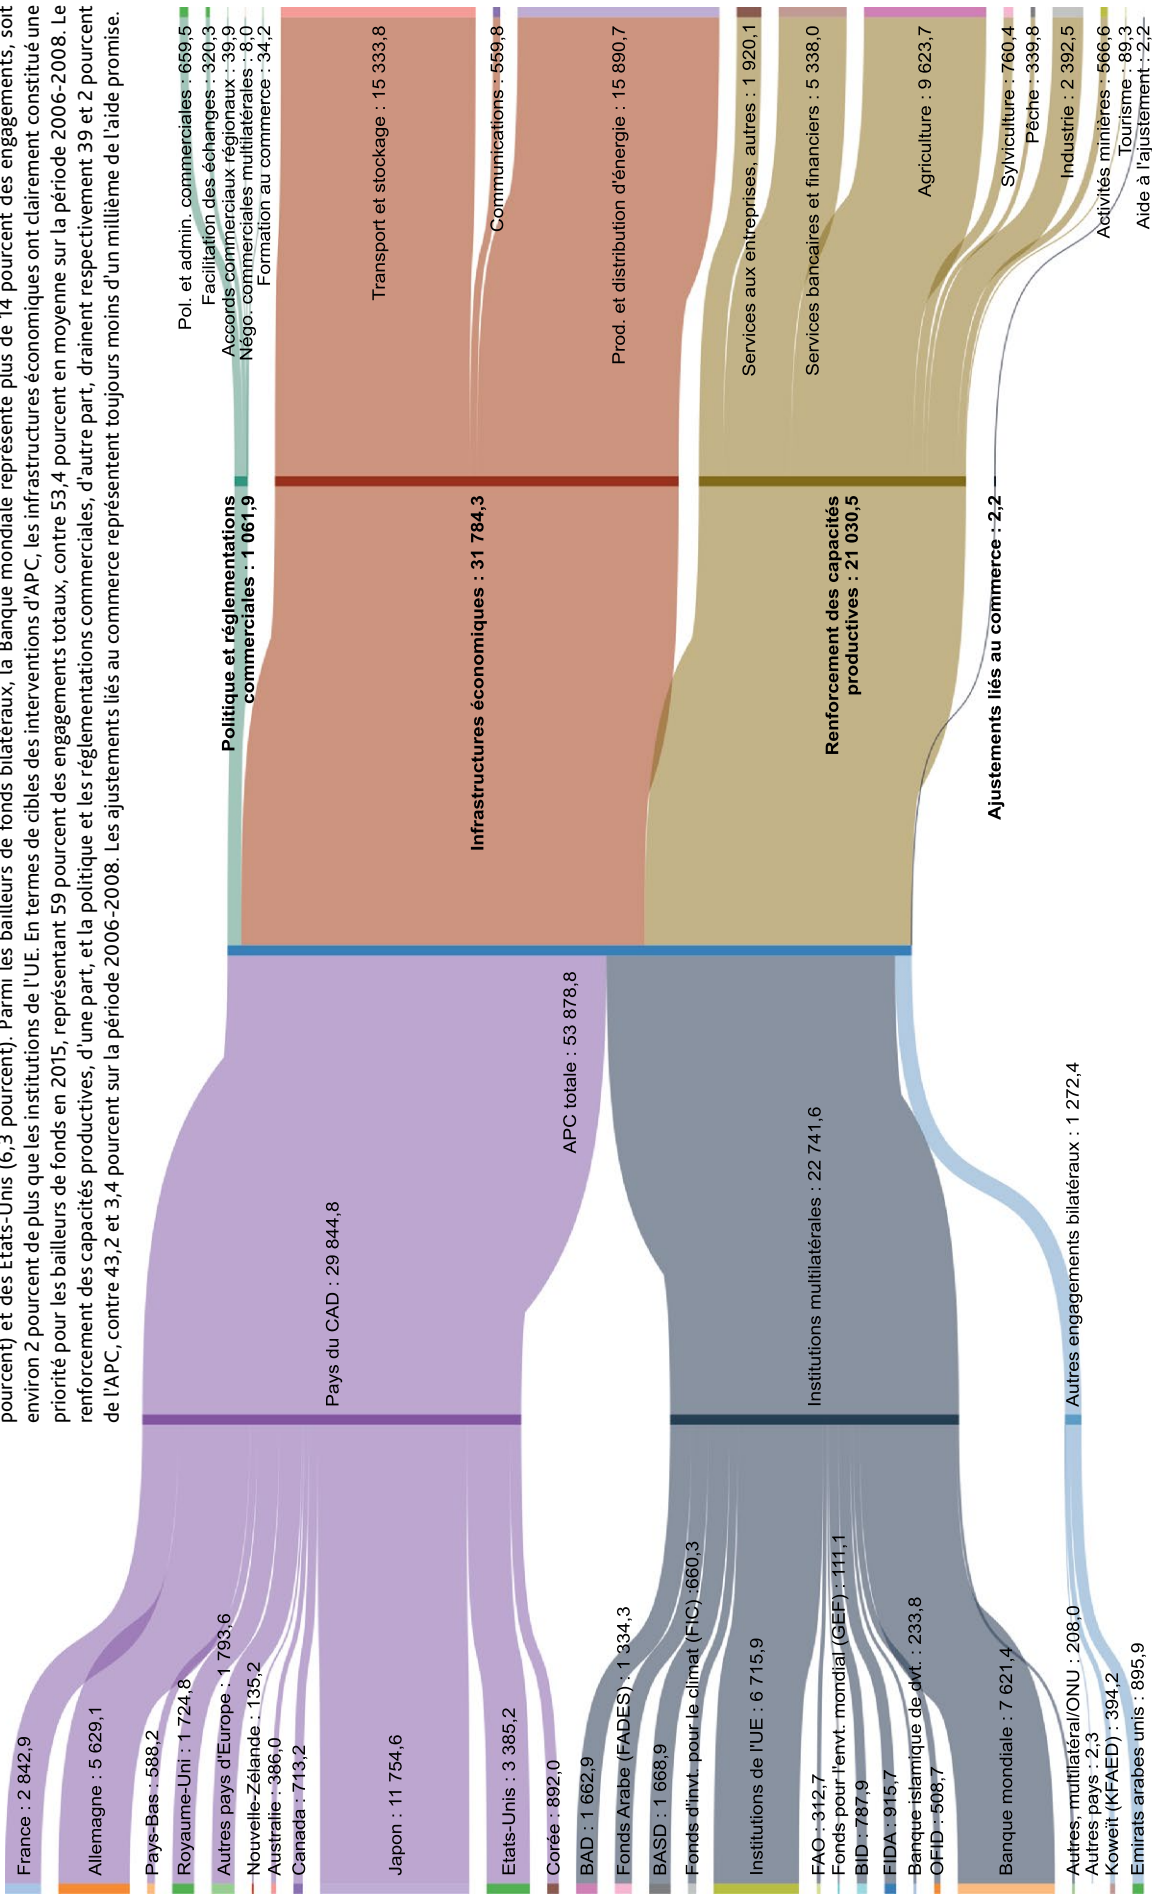 pourcent) et des Etats-Unis (6,3 pourcent). Parmi les bailleurs de fonds bilatéraux, la Banque mondiale représente plus de 14 pourcent des engagements, soit
environ 2 pourcent de plus que les institutions de l'UE. En termes de cibles des interventions d'APC, les infrastructures économiques ont clairement constitué une
priorité pour les bailleurs de fonds en 2015, représentant 59 pourcent des engagements totaux, contre 53,4 pourcent en moyenne sur la période 2006-2008. Le
renforcement des capacités productives, d'une part, et la politique et les réglementations commerciales, d'autre part, drainent respectivement 39 et 2 pourcent
de l'APC, contre 43,2 et 3,4 pourcent sur la période 2006-2008. Les ajustements liés au commerce représentent toujours moins d'un millième de l'aide promise.
France : 2 842,9
Allemagne : 5 629,1
Pays-Bas : 588,2
Royaume-Uni : 1 724,8
Autres pays d'Europe : 1 793,6
Nouvelle-Zélande : 135,2
Australie : 386,0
Canada : 713,2
Japon : 11 754,6
Etats-Unis : 3 385,2
Corée : 892,0
BAD : 1 662,9
Fonds Arabe (FADES) : 1 334,3
BASD : 1 668,9
Fonds d'invt. pour le climat (FIC) :660,3
Institutions de l'UE : 6 715,9
FAO : 312,7
Fonds pour l'envt. mondial (GEF) : 111,1
BID : 787,9
FIDA : 915,7
Banque islamique de dvt. : 233,8
OFID : 508,7
Banque mondiale : 7 621,4
Autres, multilatéral/ONU : 208,0
Autres pays : 2,3
Koweït (KFAED) : 394,2
Emirats arabes unis : 895,9
Pays du CAD : 29 844,8
Institutions multilatérales : 22 741,6
Autres engagements bilatéraux : 1 272,4
APC totale : 53 878,8
Politique et réglementations
commerciales : 1 061,9
Infrastructures économiques : 31 784,3
Renforcement des capacités
productives : 21 030,5
Ajustements liés au commerce : 2,2
Pol. et admin. commerciales : 659,5
Facilitation des échanges : 320,3
Accords commerciaux régionaux : 39,9
Négo. commerciales multilatérales : 8,0
Formation au commerce : 34,2
Transport et stockage : 15 333,8
Communications : 559,8
Prod. et distribution d'énergie : 15 890,7
Services aux entreprises, autres : 1 920,1
Services bancaires et financiers : 5 338,0
Agriculture : 9 623,7
Sylviculture : 760,4
Pêche : 339,8
Industrie : 2 392,5
Activités minières : 566,6
Tourisme : 89,3
Aide à l'ajustement : 2,2